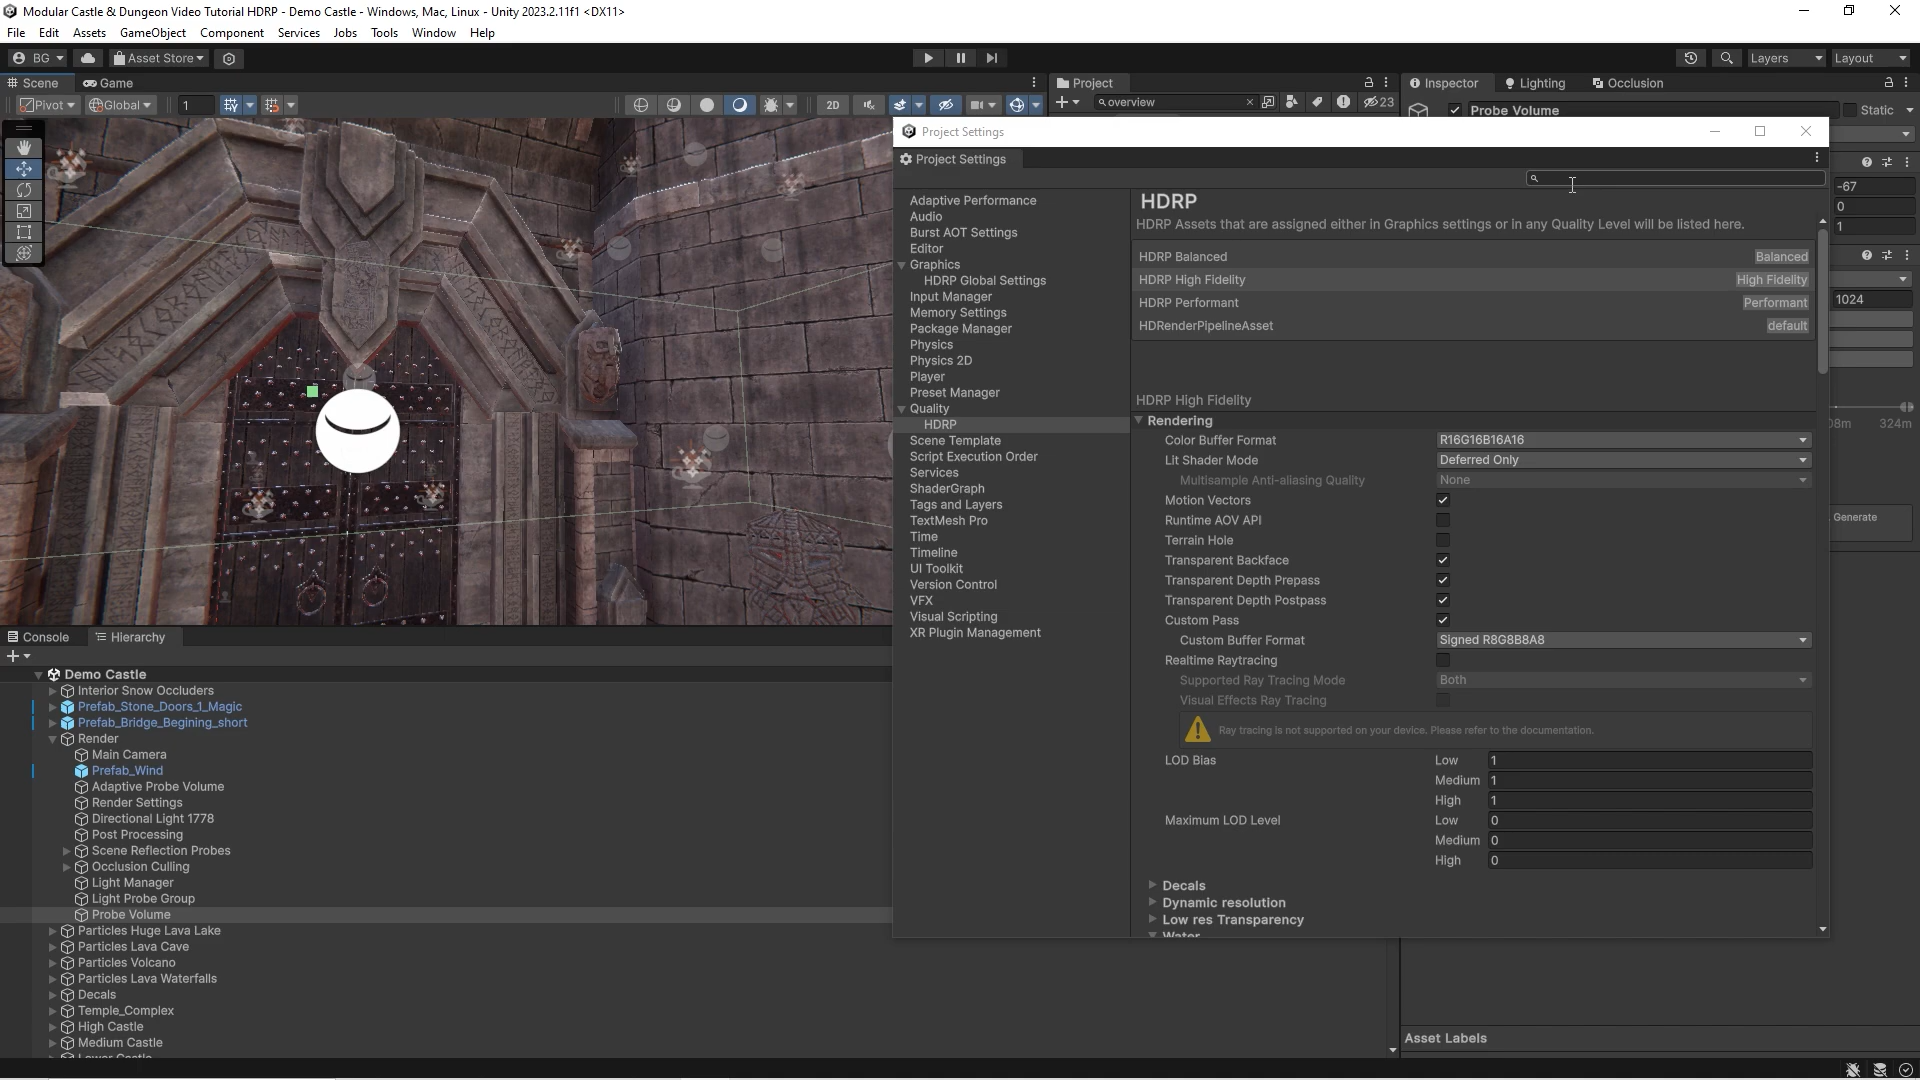 Modular Castle & Dungeon Video Tutorial HDRP - Demo Castle - Windows, Mac, Linux - Unity 2023.2.11f1 <DX11>
File Edit Assets GameObject Component Services Jobs Tools Window Help
BG Asset Store Layers Layout
Scene Game Project Inspector Lighting Occlusion
Pivot Global 1 2D overview 23 Probe Volume Static
Project Settings
Project Settings
-67
0
1
1024
324m
Generate
Adaptive Performance
Audio
Burst AOT Settings
Editor
Graphics
HDRP Global Settings
Input Manager
Memory Settings
Package Manager
Physics
Physics 2D
Player
Preset Manager
Quality
HDRP
Scene Template
Script Execution Order
Services
ShaderGraph
Tags and Layers
TextMesh Pro
Time
Timeline
UI Toolkit
Version Control
VFX
Visual Scripting
XR Plugin Management
HDRP
HDRP Assets that are assigned either in Graphics settings or in any Quality Level will be listed here.
HDRP Balanced Balanced
HDRP High Fidelity High Fidelity
HDRP Performant Performant
HDRenderPipelineAsset default
HDRP High Fidelity
Rendering
Color Buffer Format R16G16B16A16
Lit Shader Mode Deferred Only
Multisample Anti-aliasing Quality None
Motion Vectors
Runtime AOV API
Terrain Hole
Transparent Backface
Transparent Depth Prepass
Transparent Depth Postpass
Custom Pass
Custom Buffer Format Signed R8G8B8A8
Realtime Raytracing
Supported Ray Tracing Mode Both
Visual Effects Ray Tracing
Ray tracing is not supported on your device. Please refer to the documentation.
LOD Bias Low 1
Medium 1
High 1
Maximum LOD Level Low 0
Medium 0
High 0
Decals
Dynamic resolution
Low res Transparency
Water
Console Hierarchy
Demo Castle
Interior Snow Occluders
Prefab_Stone_Doors_1_Magic
Prefab_Bridge_Begining_short
Render
Main Camera
Prefab_Wind
Adaptive Probe Volume
Render Settings
Directional Light 1778
Post Processing
Scene Reflection Probes
Occlusion Culling
Light Manager
Light Probe Group
Probe Volume
Particles Huge Lava Lake
Particles Lava Cave
Particles Volcano
Particles Lava Waterfalls
Decals
Temple_Complex
High Castle
Medium Castle
Lower Castle
Asset Labels